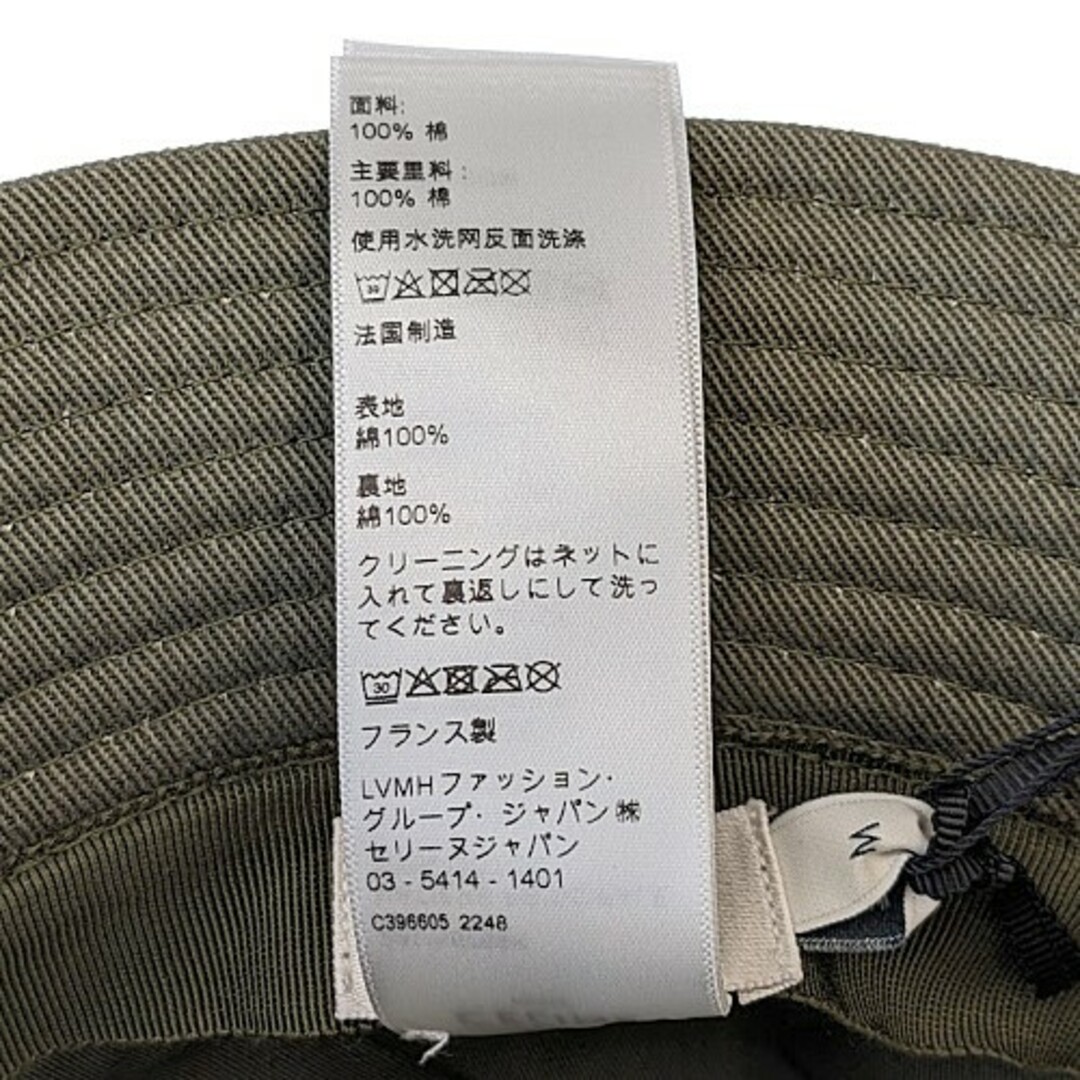 面料:
100% 棉
主要里料:
100% 棉
使用水洗网反面洗涤
30
法国制造
表地
綿100%
裏地
綿100%
クリーニングはネットに
入れて裏返しにして洗っ
てください。
30
フランス製
LVMHファッション·
グループ· ジャパン㈱
セリーヌジャパン
03 - 5414 - 1401
C396605 2248
M